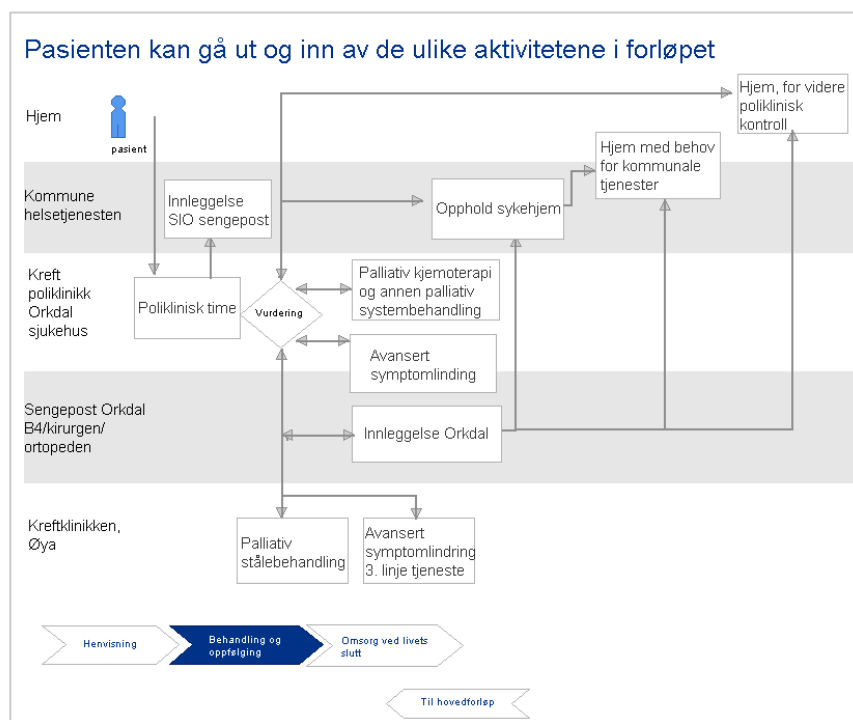 Pasienten kan gå ut og inn av de ulike aktivitetene i forløpet
Hjem
pasient
Hjem, for videre
poliklinisk
kontroll
Hjem med behov
for kommunale
tjenester
Kommune
helsetjenesten
Innleggelse
SIO sengepost
Opphold sykehjem
Kreft
poliklinikk
Orkdal
sjukehus
Poliklinisk time
Vurdering
Palliativ kjemoterapi
og annen palliativ
systembehandling
Avansert
symptomlinding
Sengepost Orkdal
B4/kirurgen/
ortopeden
Innleggelse Orkdal
Kreftklinikken,
Øya
Palliativ
stålebehandling
Avansert
symptomlindring
3. linje tjeneste
Henvisning
Behandling og
oppfølging
Omsorg ved livets
slutt
Til hovedforløp